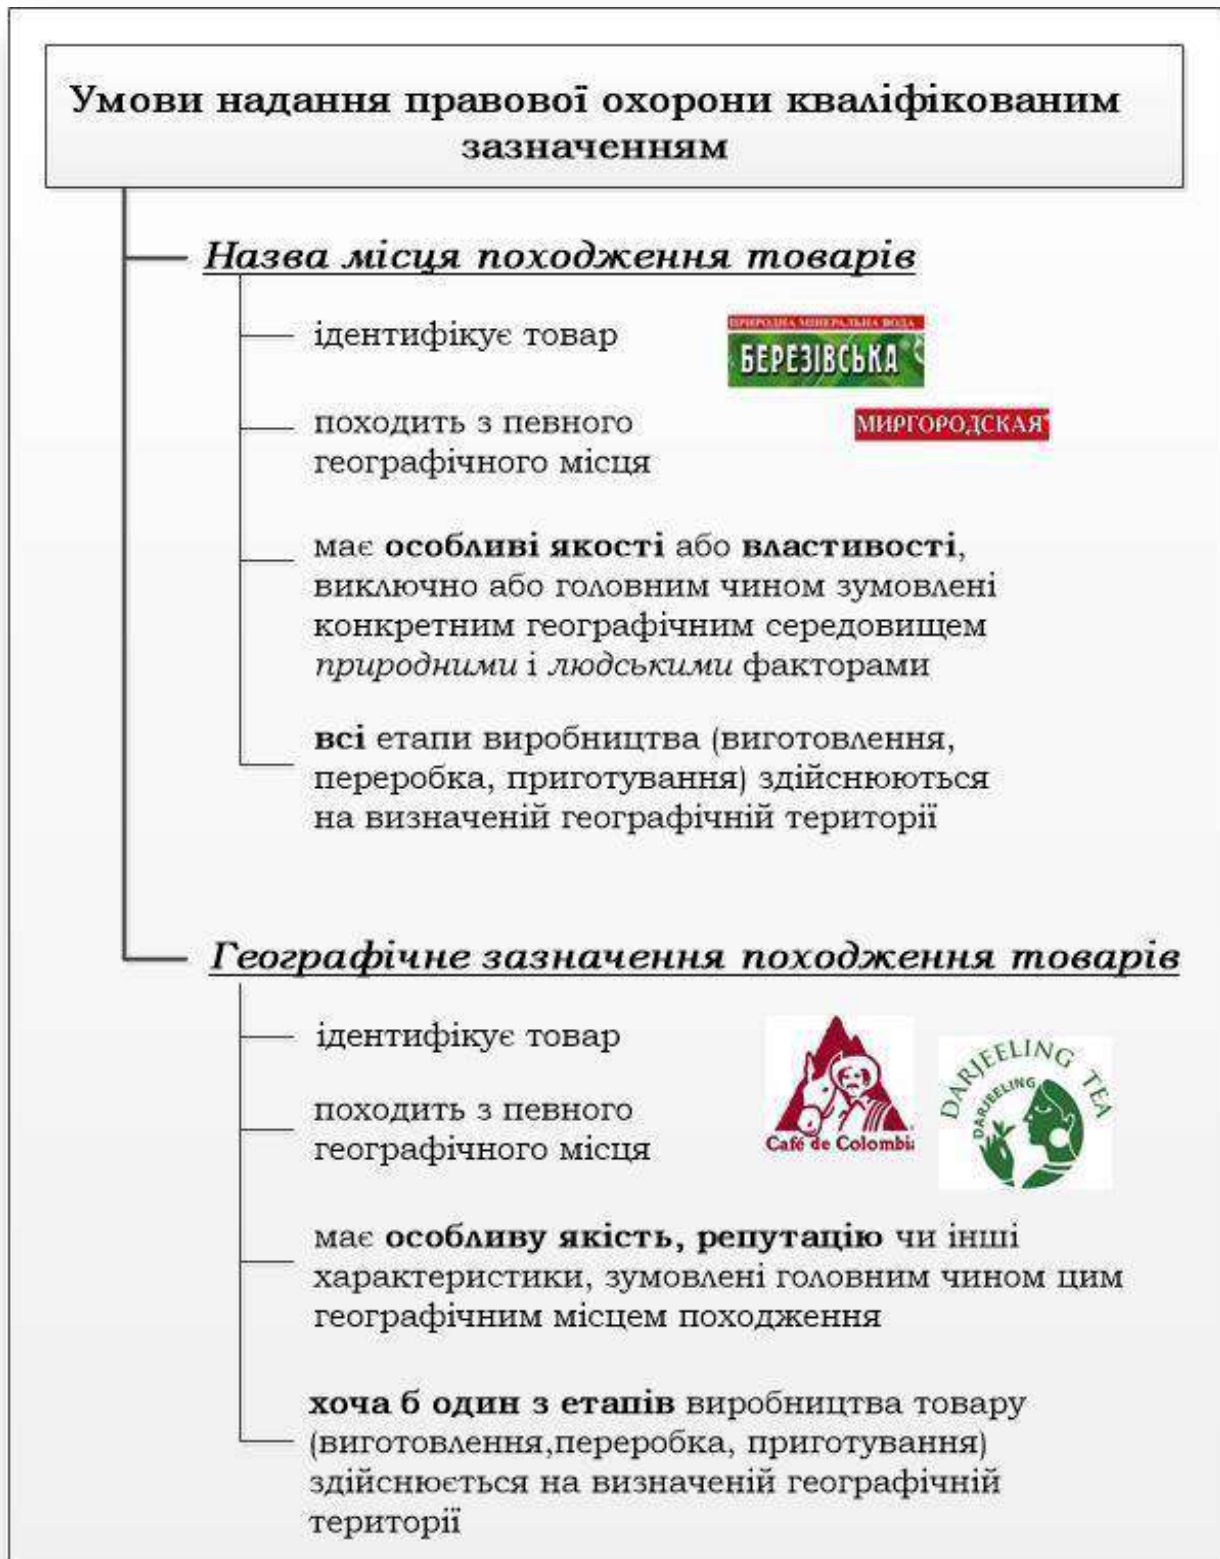 Умови надання правової охорони кваліфікованим
зазначенням
Назва місця походження товарів
ідентифікує товар
ПРИРОДНА МІНЕРАЛЬНА ВОДА
БЕРЕЗІВСЬКА
походить з певного
географічного місця
МИРГОРОДСКАЯ
має особливі якості або властивості,
виключно або головним чином зумовлені
конкретним географічним середовищем
природними і людськими факторами
всі етапи виробництва (виготовлення,
переробка, приготування) здійснюються
на визначеній географічній території
Географічне зазначення походження товарів
ідентифікує товар
походить з певного
географічного місця
Café de Colombia
DARJEELING TEA
DARJEELING
має особливу якість, репутацію чи інші
характеристики, зумовлені головним чином цим
географічним місцем походження
хоча б один з етапів виробництва товару
(виготовлення,переробка, приготування)
здійснюється на визначеній географічній
території